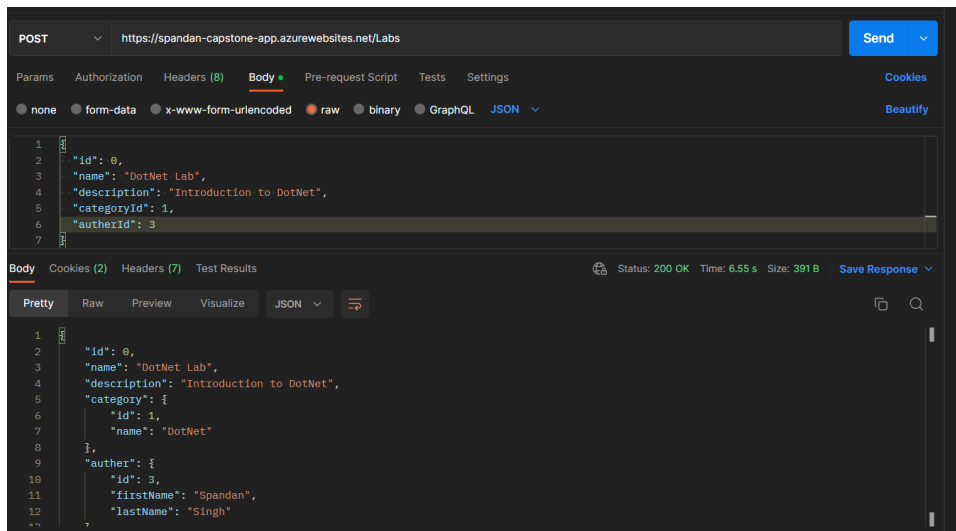 POST https://spandan-capstone-app.azurewebsites.net/Labs Send
Params Authorization Headers (8) Body Pre-request Script Tests Settings Cookies
none form-data x-www-form-urlencoded raw binary GraphQL JSON Beautify
1 {
2 "id": 0,
3 "name": "DotNet Lab",
4 "description": "Introduction to DotNet",
5 "categoryId": 1,
6 "autherId": 3
7 }
Body Cookies (2) Headers (7) Test Results Status: 200 OK Time: 6.55 s Size: 391 B Save Response
Pretty Raw Preview Visualize JSON
1 {
2 "id": 0,
3 "name": "DotNet Lab",
4 "description": "Introduction to DotNet",
5 "category": {
6 "id": 1,
7 "name": "DotNet"
8 },
9 "auther": {
10 "id": 3,
11 "firstName": "Spandan",
12 "lastName": "Singh"